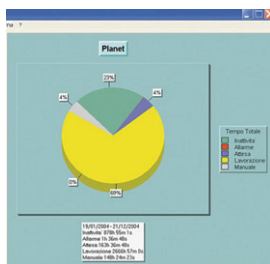 ?
Planet
23%
4%
4%
0%
69%
Tempo Totale
Inattivita'
Allarme
Attesa
Lavorazione
Manuale
19/01/2004 - 21/12/2004
Inattivita' 878h 55m 1s
Allarme 1h 36m 48s
Attesa 163h 36m 48s
Lavorazione 2666h 57m 0s
Manuale 148h 24m 23s